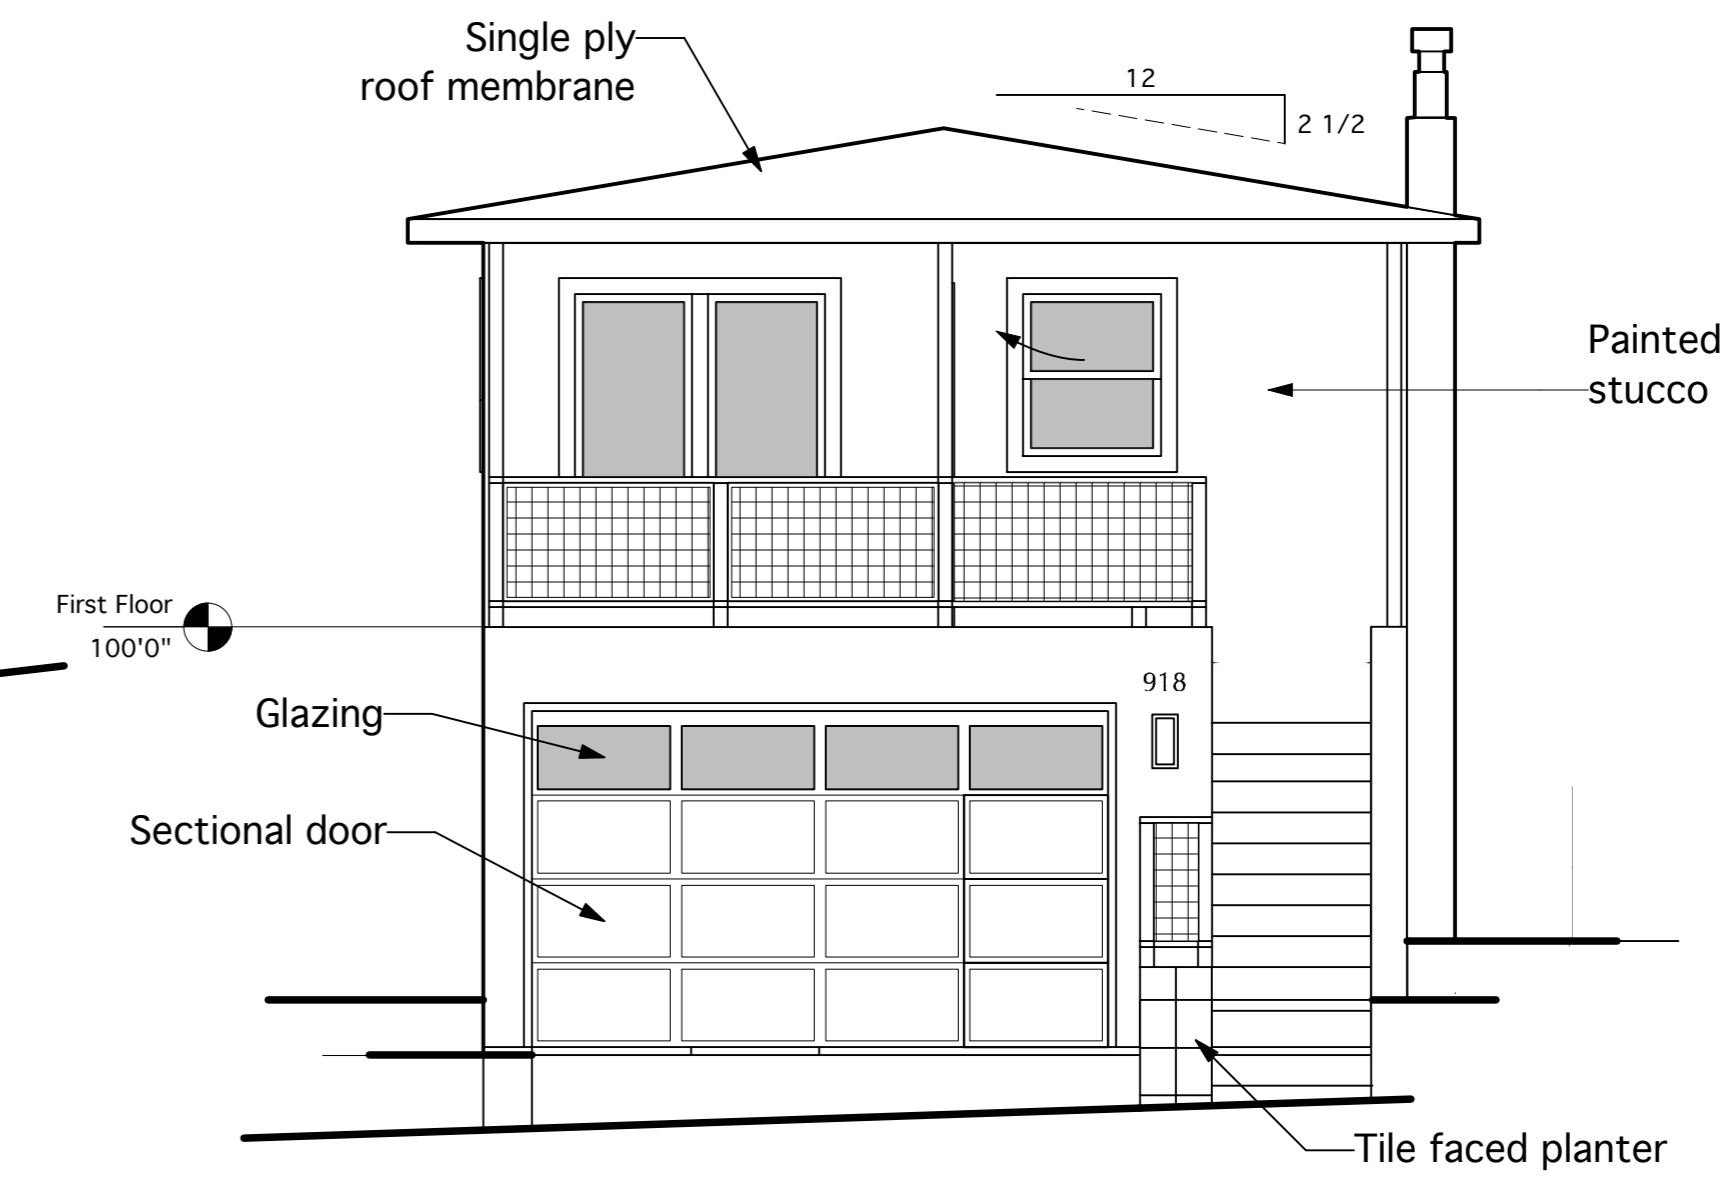 Single ply
roof membrane
12
2 1/2
Painted
stucco
First Floor
100'0"
918
Glazing
Sectional door
Tile faced planter